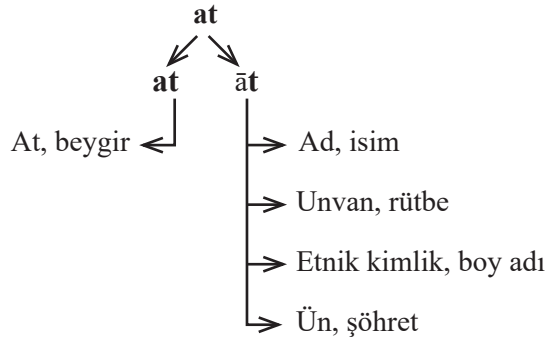 at
at āt
At, beygir Ad, isim
Unvan, rütbe
Etnik kimlik, boy adı
Ün, şöhret